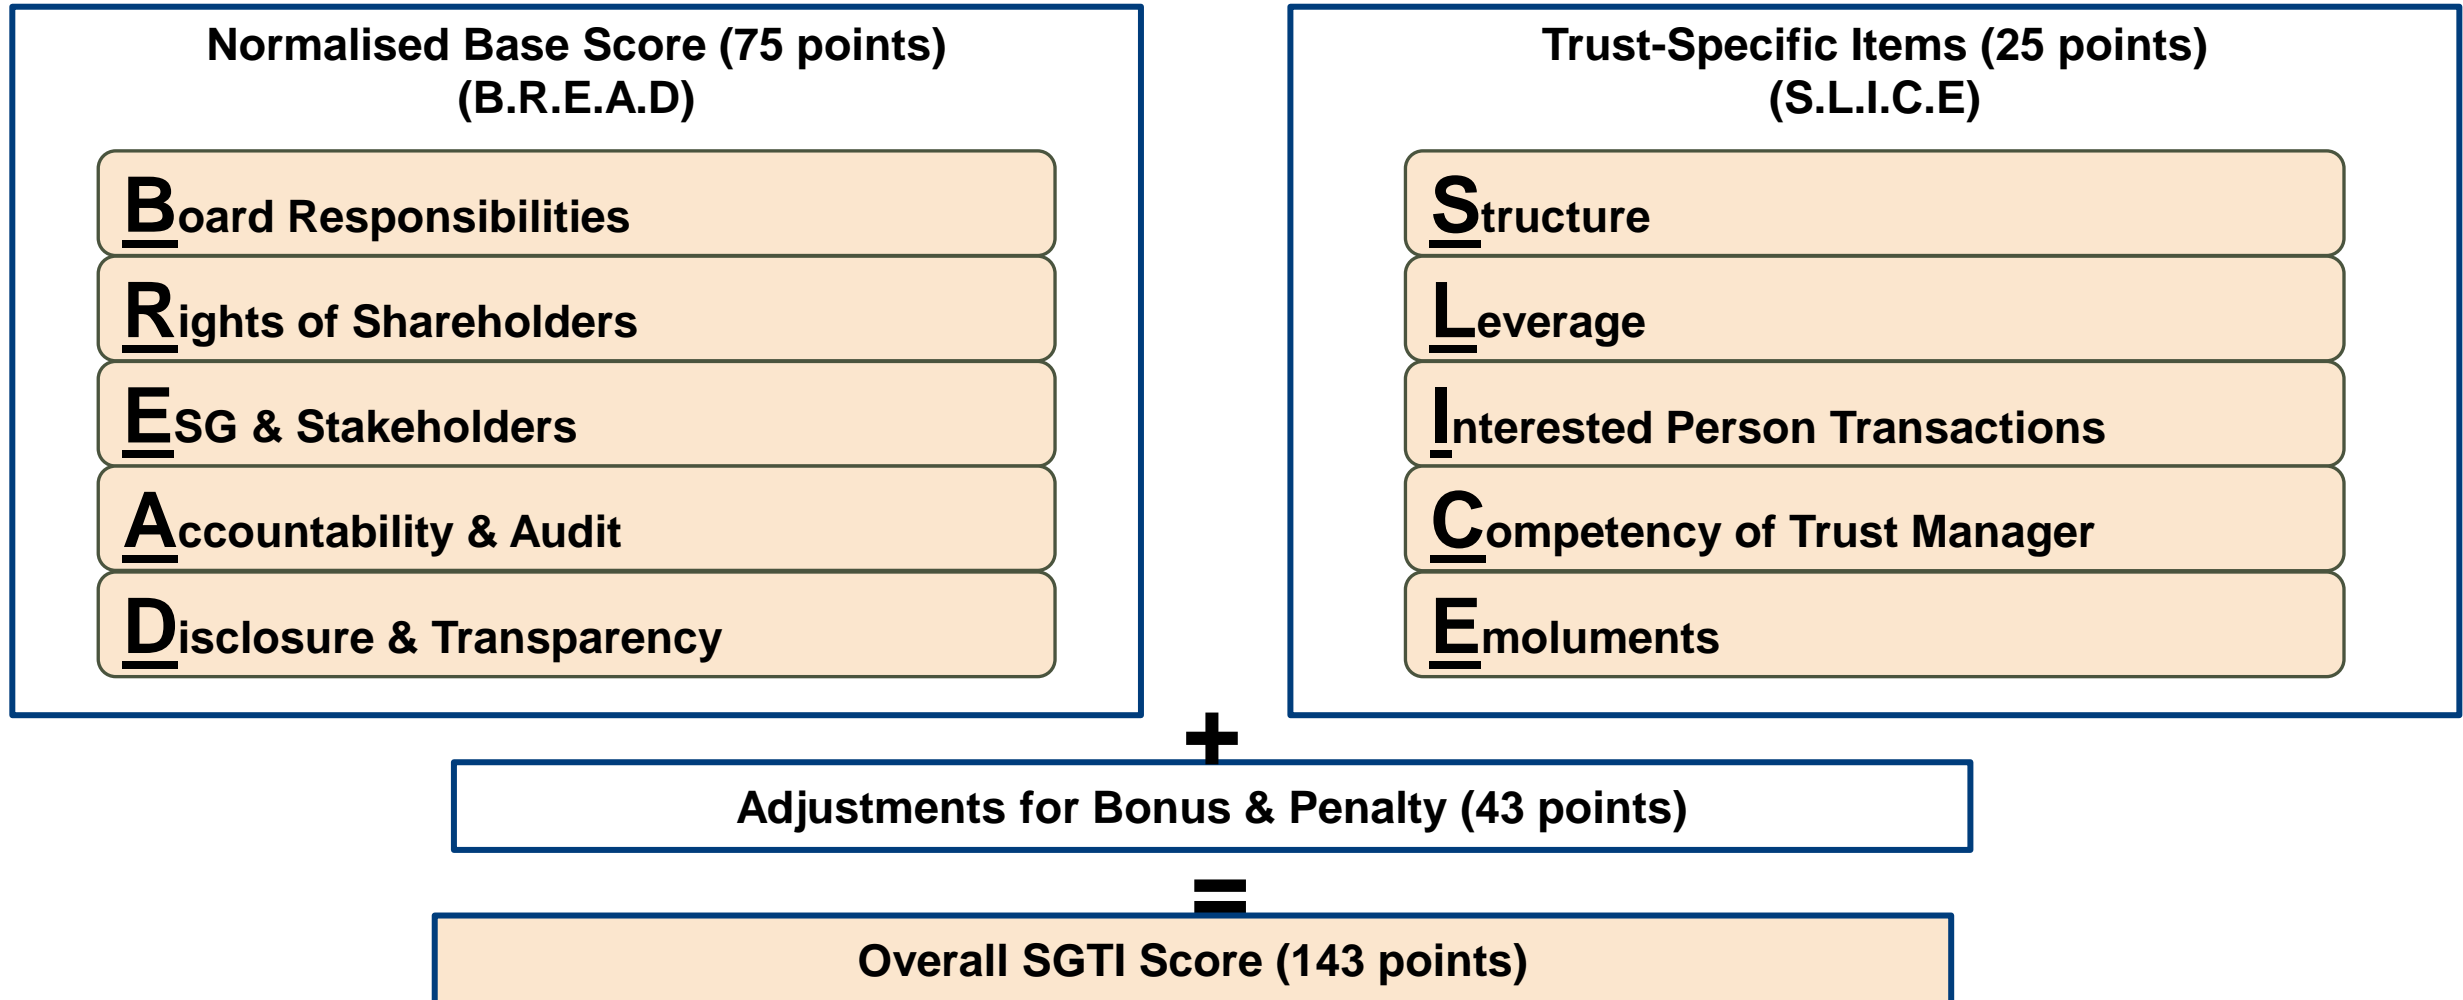 Normalised Base Score (75 points)
(B.R.E.A.D)
Board Responsibilities
Rights of Shareholders
ESG & Stakeholders
Accountability & Audit
Disclosure & Transparency
Trust-Specific Items (25 points)
(S.L.I.C.E)
Structure
Leverage
Interested Person Transactions
Competency of Trust Manager
Emoluments
+
Adjustments for Bonus & Penalty (43 points)
=
Overall SGTI Score (143 points)